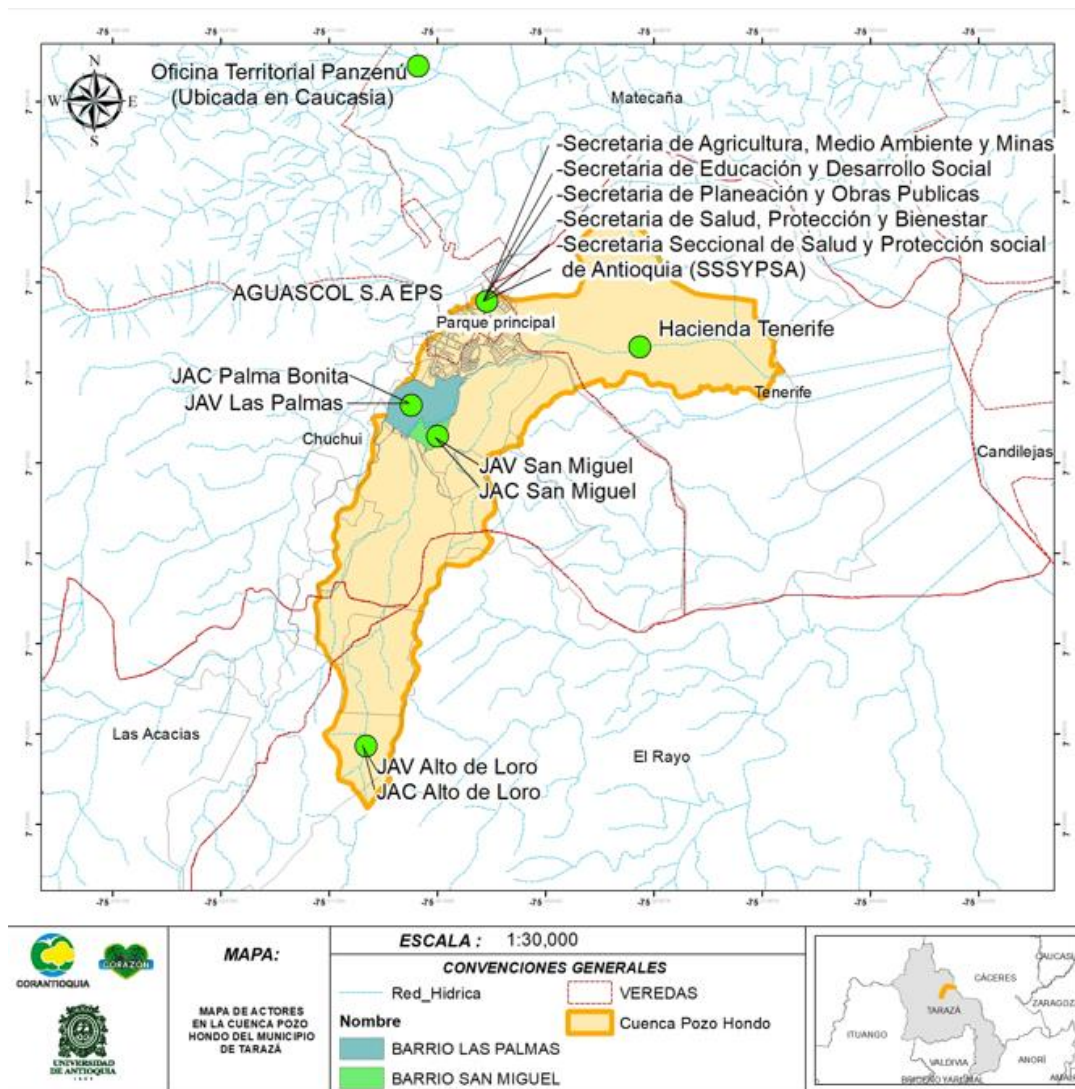 Oficina Territorial Panzenú
(Ubicada en Caucasia)
N
W E
S
Matecaña
-Secretaria de Agricultura, Medio Ambiente y Minas
-Secretaria de Educación y Desarrollo Social
-Secretaria de Planeación y Obras Publicas
-Secretaria de Salud, Protección y Bienestar
-Secretaria Seccional de Salud y Protección social
de Antioquia (SSSYPSA)
AGUASCOL S.A EPS
Parque principal
Hacienda Tenerife
JAC Palma Bonita
JAV Las Palmas
Tenerife
Chuchui
Candilejas
JAV San Miguel
JAC San Miguel
Las Acacias
El Rayo
JAV Alto de Loro
JAC Alto de Loro
CORANTIOQUIA
CORAZÓN
UNIVERSIDAD
DE ANTIOQUIA
1803
MAPA:
MAPA DE ACTORES
EN LA CUENCA POZO
HONDO DEL MUNICIPIO
DE TARAZÁ
ESCALA : 1:30,000
CONVENCIONES GENERALES
Red_Hidrica
VEREDAS
Nombre
Cuenca Pozo Hondo
BARRIO LAS PALMAS
BARRIO SAN MIGUEL
CAUCASI
CÁCERES
TARAZÁ
ZARAGOZ
ITUANGO
VALDIVIA
ANORÍ
BRICEÑO YARUMAL